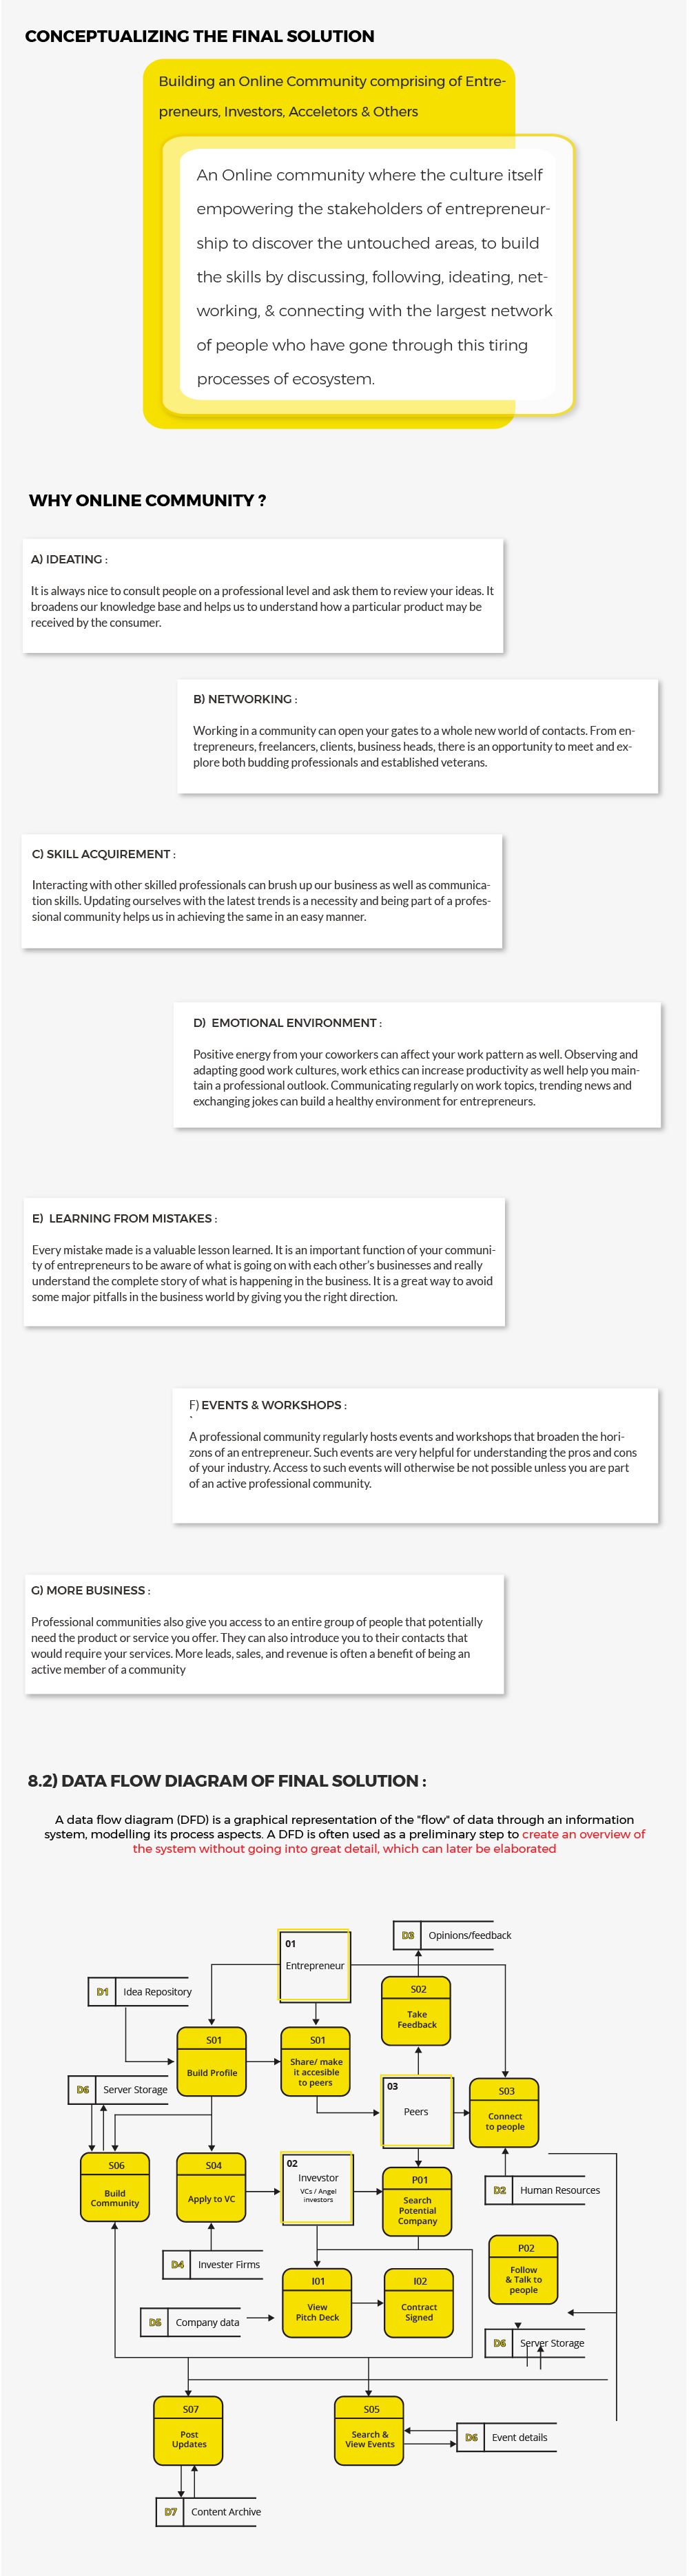 CONCEPTUALIZING THE FINAL SOLUTION
Building an Online Community comprising of Entre-
preneurs, Investors, Acceletors & Others
An Online community where the culture itself
empowering the stakeholders of entrepreneur-
ship to discover the untouched areas, to build
the skills by discussing, following, ideating, net-
working, & connecting with the largest network
of people who have gone through this tiring
processes of ecosystem.
WHY ONLINE COMMUNITY ?
A) IDEATING :
It is always nice to consult people on a professional level and ask them to review your ideas. It
broadens our knowledge base and helps us to understand how a particular product may be
received by the consumer.
B) NETWORKING :
Working in a community can open your gates to a whole new world of contacts. From en-
trepreneurs, freelancers, clients, business heads, there is an opportunity to meet and ex-
plore both budding professionals and established veterans.
C) SKILL ACQUIREMENT :
Interacting with other skilled professionals can brush up our business as well as communica-
tion skills. Updating ourselves with the latest trends is a necessity and being part of a profes-
sional community helps us in achieving the same in an easy manner.
D) EMOTIONAL ENVIRONMENT :
Positive energy from your coworkers can affect your work pattern as well. Observing and
adapting good work cultures, work ethics can increase productivity as well help you main-
tain a professional outlook. Communicating regularly on work topics, trending news and
exchanging jokes can build a healthy environment for entrepreneurs.
E) LEARNING FROM MISTAKES :
Every mistake made is a valuable lesson learned. It is an important function of your communi-
ty of entrepreneurs to be aware of what is going on with each other's businesses and really
understand the complete story of what is happening in the business. It is a great way to avoid
some major pitfalls in the business world by giving you the right direction.
F) EVENTS & WORKSHOPS :
A professional community regularly hosts events and workshops that broaden the hori-
zons of an entrepreneur. Such events are very helpful for understanding the pros and cons
of your industry. Access to such events will otherwise be not possible unless you are part
of an active professional community.
G) MORE BUSINESS :
Professional communities also give you access to an entire group of people that potentially
need the product or service you offer. They can also introduce you to their contacts that
would require your services. More leads, sales, and revenue is often a benefit of being an
active member of a community
8.2) DATA FLOW DIAGRAM OF FINAL SOLUTION :
A data flow diagram (DFD) is a graphical representation of the "flow" of data through an information
system, modelling its process aspects. A DFD is often used as a preliminary step to create an overview of
the system without going into great detail, which can later be elaborated
D3 Opinions/feedback
01
Entrepreneur
D1 Idea Repository
S02
Take
Feedback
S01
Build Profile
S01
Share/ make
it accesible
to peers
D6 Server Storage
03
Peers
S03
Connect
to people
S06
Build
Community
S04
Apply to VC
02
Invevstor
VCs / Angel
investors
P01
Search
Potential
Company
D2 Human Resources
D4 Invester Firms
P02
Follow
& Talk to
people
I01
View
Pitch Deck
I02
Contract
Signed
D5 Company data
D6 Server Storage
S07
Post
Updates
S05
Search &
View Events
D6 Event details
D7 Content Archive